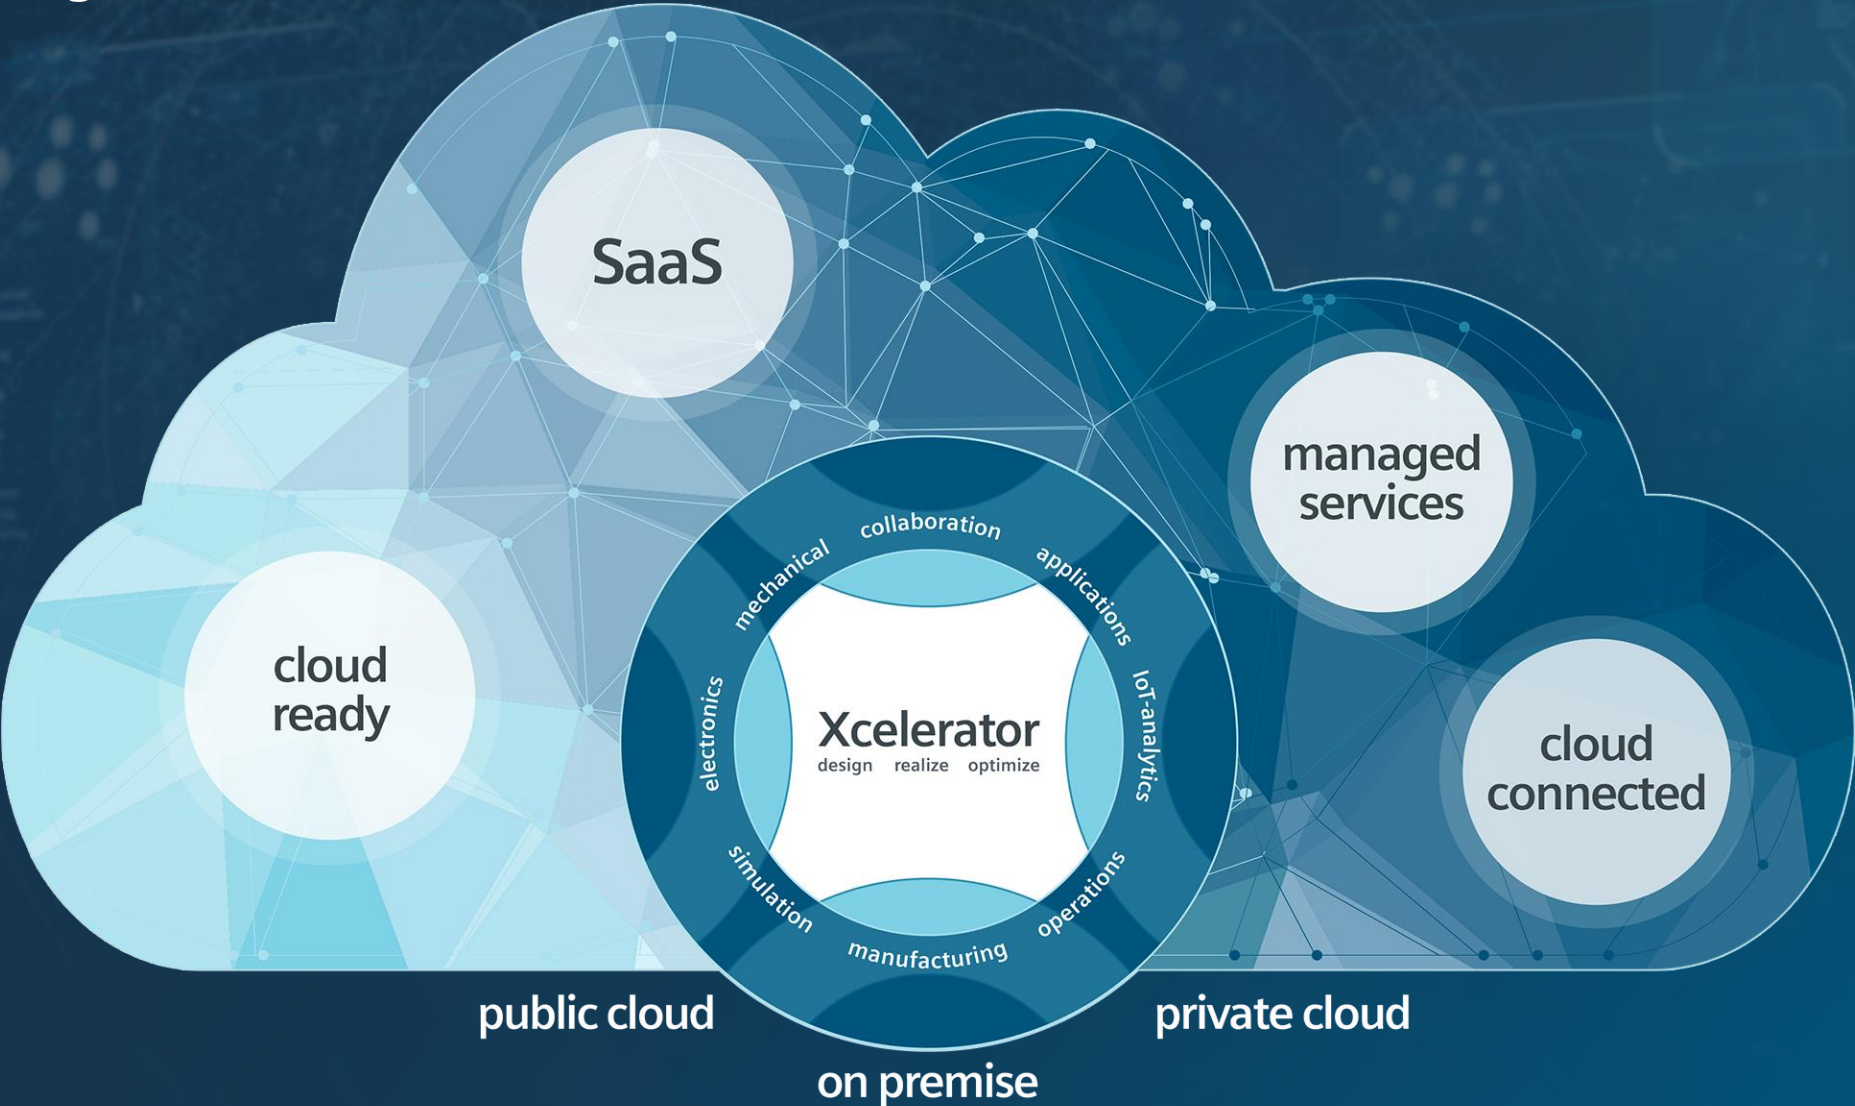 SaaS
managed
services
cloud
ready
cloud
connected
collaboration
applications
IoT-analytics
operations
manufacturing
simulation
electronics
mechanical
Xcelerator
design realize optimize
public cloud
private cloud
on premise